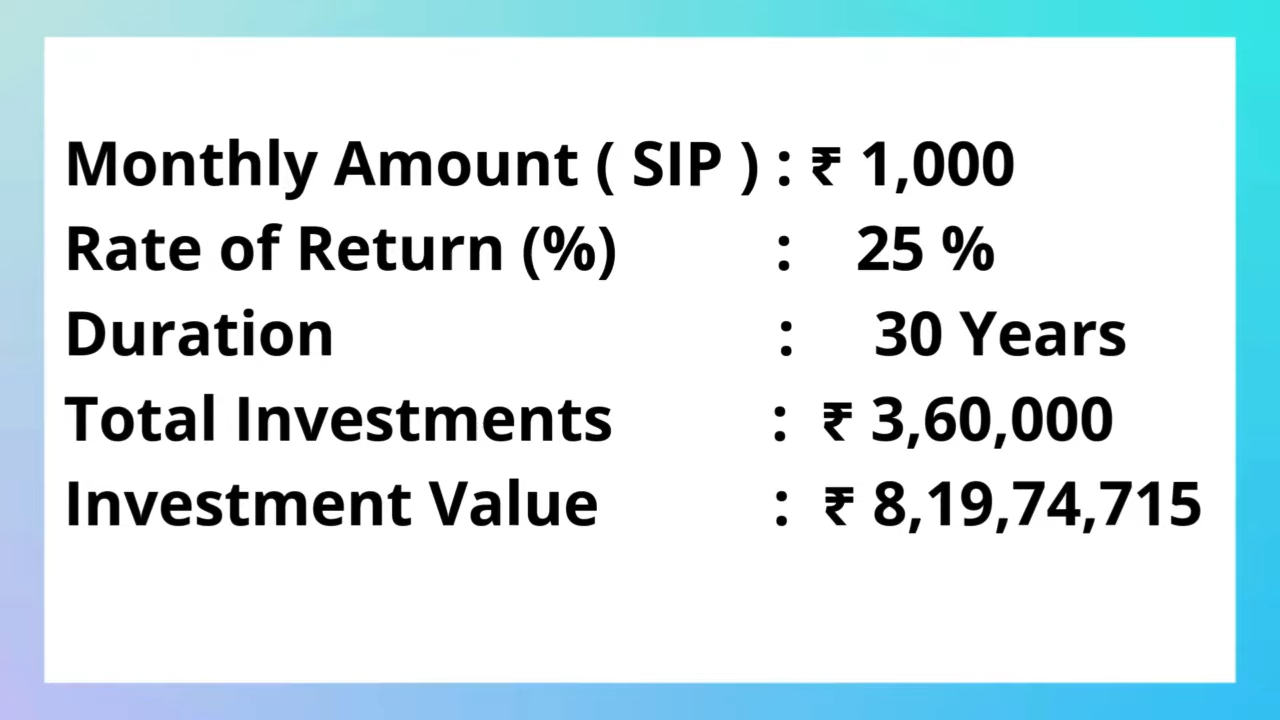 Monthly Amount ( SIP ) : ₹ 1,000
Rate of Return (%) : 25 %
Duration : 30 Years
Total Investments : ₹ 3,60,000
Investment Value : ₹ 8,19,74,715